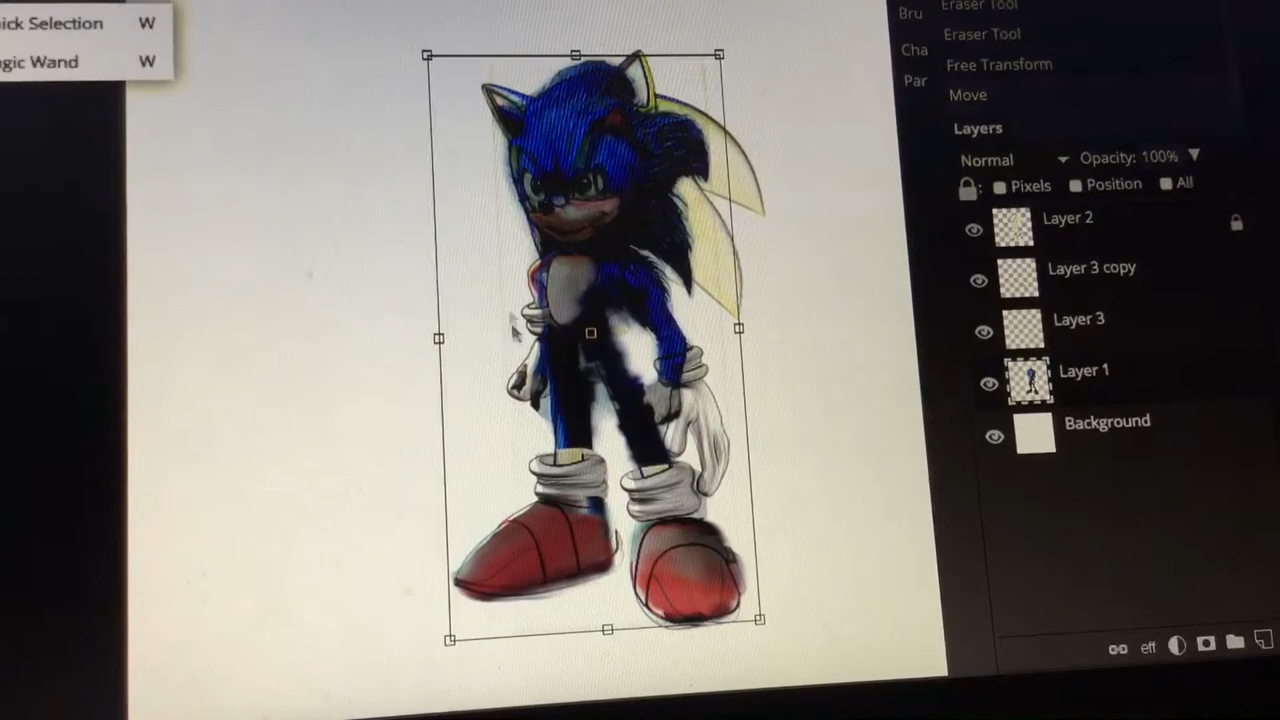 ick Selection W
gic Wand W
Bru
Cha
Par
Eraser Tool
Eraser Tool
Free Transform
Move
Layers
Normal Opacity: 100%
Pixels Position All
Layer 2
Layer 3 copy
Layer 3
Layer 1
Background
eff